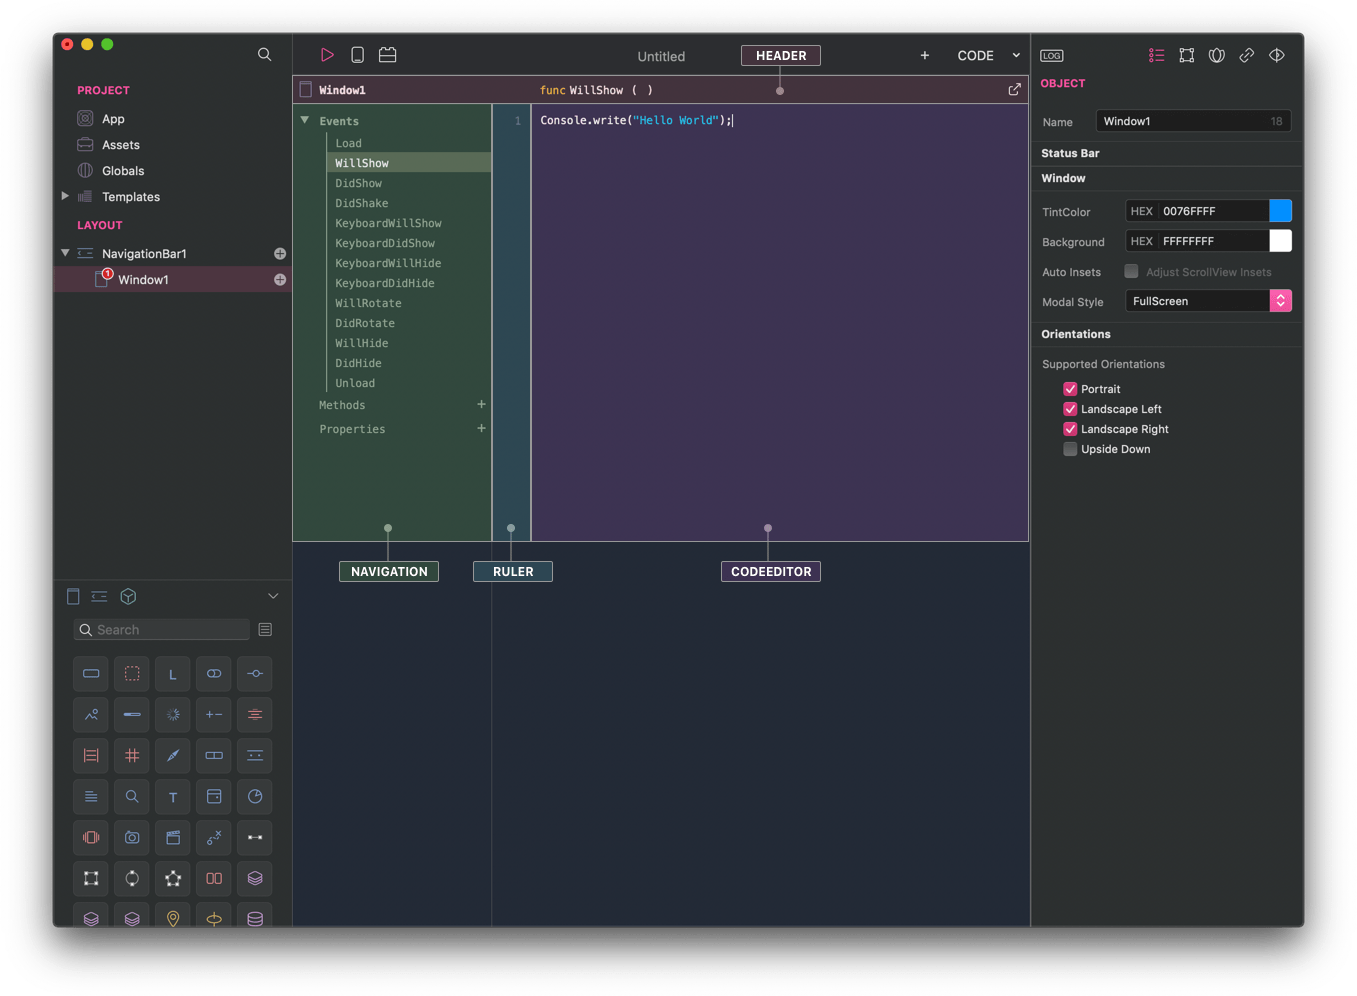 Untitled
HEADER
+ CODE
LOG
PROJECT
App
Assets
Globals
Templates
LAYOUT
NavigationBar1
1
Window1
Search
L
T
Window1
func WillShow ( )
Events
Load
WillShow
DidShow
DidShake
KeyboardWillShow
KeyboardDidShow
KeyboardWillHide
KeyboardDidHide
WillRotate
DidRotate
WillHide
DidHide
Unload
Methods +
Properties +
1 Console.write("Hello World");
NAVIGATION
RULER
CODEEDITOR
OBJECT
Name Window1 18
Status Bar
Window
TintColor HEX 0076FFFF
Background HEX FFFFFFFF
Auto Insets Adjust ScrollView Insets
Modal Style FullScreen
Orientations
Supported Orientations
Portrait
Landscape Left
Landscape Right
Upside Down